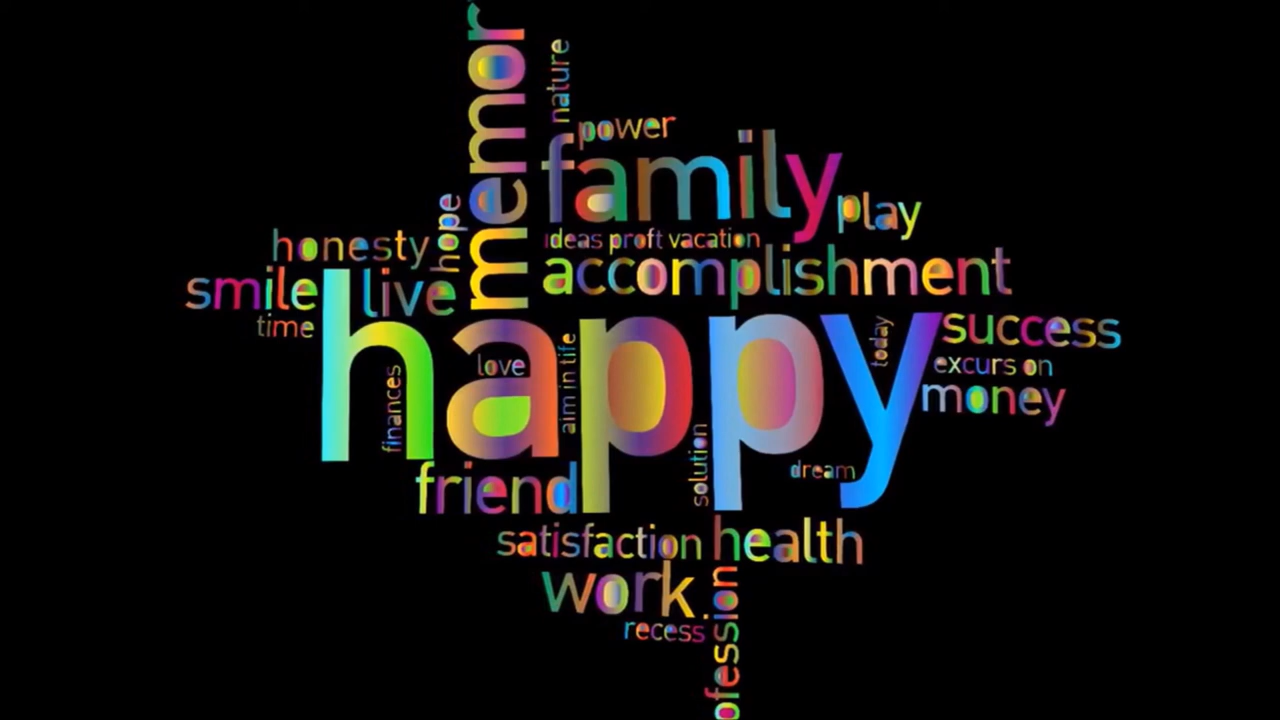 memor
nature
power
family
play
hope
honesty
ideas proft vacation
accomplishment
smile
live
time
happy
today
success
love
aim in life
excurs on
finances
money
solution
dream
friend
satisfaction
health
work
recess
ofession